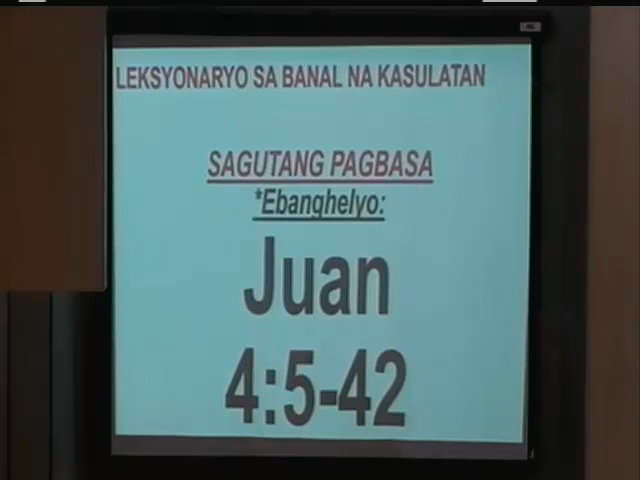 LEKSYONARYO SA BANAL NA KASULATAN
SAGUTANG PAGBASA
*Ebanghelyo:
Juan
4:5-42